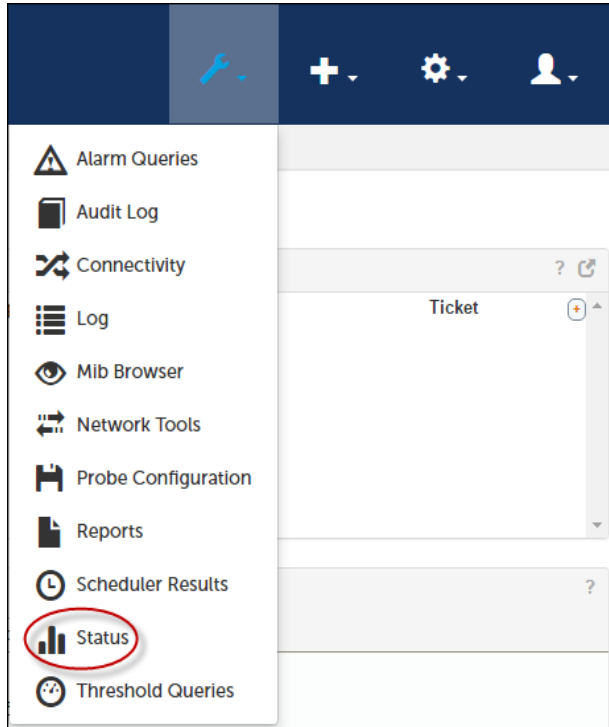 Alarm Queries
Audit Log
Connectivity
?
Log
Ticket
Mib Browser
Network Tools
Probe Configuration
Reports
Scheduler Results
?
Status
Threshold Queries